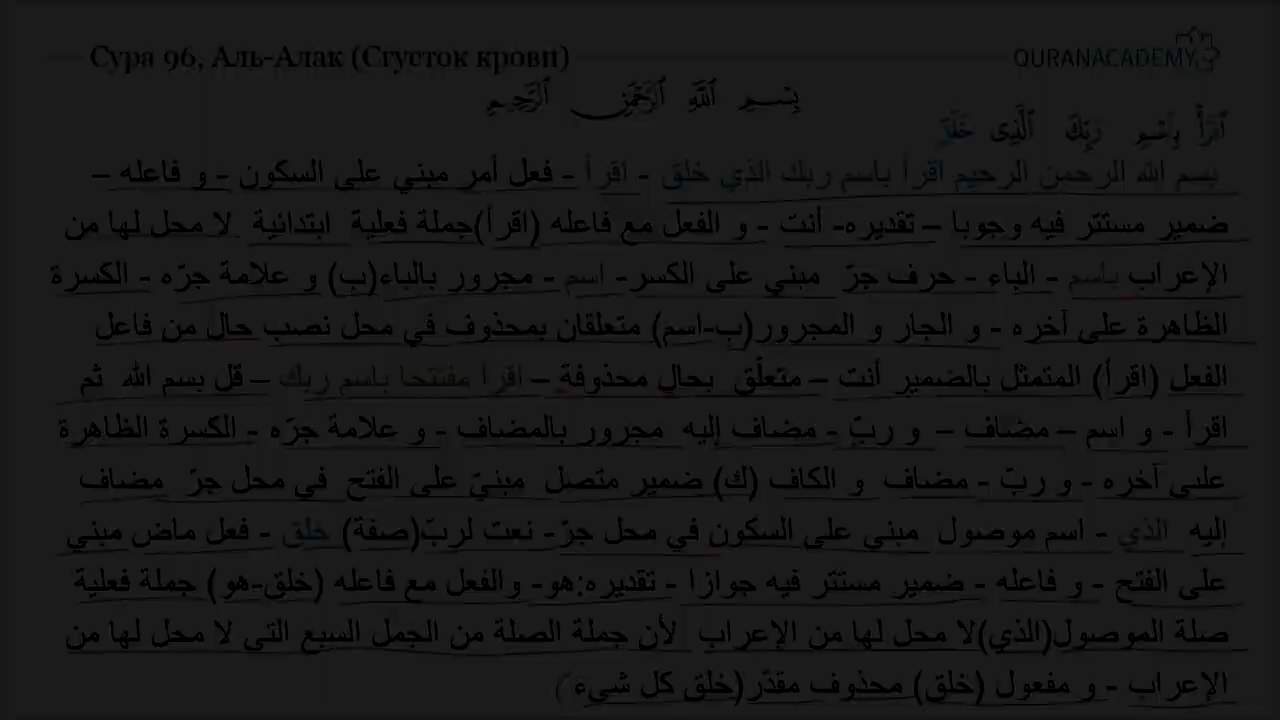 Сура 96, Аль-Алак (Сгусток крови)
QURANACADEMY
بِسْمِ ٱللَّهِ ٱلرَّحْمَٰنِ ٱلرَّحِيمِ
ٱقْرَأْ بِٱسْمِ رَبِّكَ ٱلَّذِى خَلَقَ
بسم الله الرحمن الرحيم اقرأ باسم ربك الذي خلق - اقرأ - فعل أمر مبني على السكون - و فاعله –
ضمير مستتر فيه وجوبا – تقديره- أنت - و الفعل مع فاعله (اقرأ)جملة فعلية ابتدائية لا محل لها من
الإعراب باسم - الباء - حرف جرّ مبني على الكسر- اسم - مجرور بالباء(ب) و علامة جرّه - الكسرة
الظاهرة على آخره - و الجار و المجرور(ب-اسم) متعلقان بمحذوف في محل نصب حال من فاعل
الفعل (اقرأ) المتمثل بالضمير أنت – متعلّق بحال محذوفة – اقرأ مفتتحا باسم ربك – قل بسم الله ثم
اقرأ - و اسم – مضاف – و ربّ - مضاف إليه مجرور بالمضاف - و علامة جرّه - الكسرة الظاهرة
على آخره - و ربّ - مضاف و الكاف (ك) ضمير متصل مبنيّ على الفتح في محل جرّ مضاف
إليه الذي - اسم موصول مبني على السكون في محل جرّ- نعت لربّ(صفة) خلق - فعل ماض مبني
على الفتح - و فاعله - ضمير مستتر فيه جوازا - تقديره:هو- والفعل مع فاعله (خلق-هو) جملة فعلية
صلة الموصول(الذي)لا محل لها من الإعراب لأن جملة الصلة من الجمل السبع التي لا محل لها من
الإعراب - و مفعول (خلق) محذوف مقدّر(خلق كل شيء)